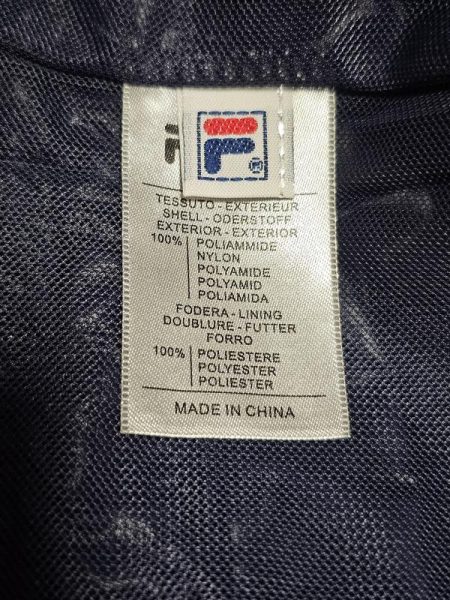 F
®
TESSUTO - EXTERIEUR
SHELL - ODERSTOFF
EXTERIOR - EXTERIOR
100% POLIAMMIDE
NYLON
POLYAMIDE
POLYAMID
POLIAMIDA
FODERA - LINING
DOUBLURE - FUTTER
FORRO
100% POLIESTERE
POLYESTER
POLIESTER
MADE IN CHINA